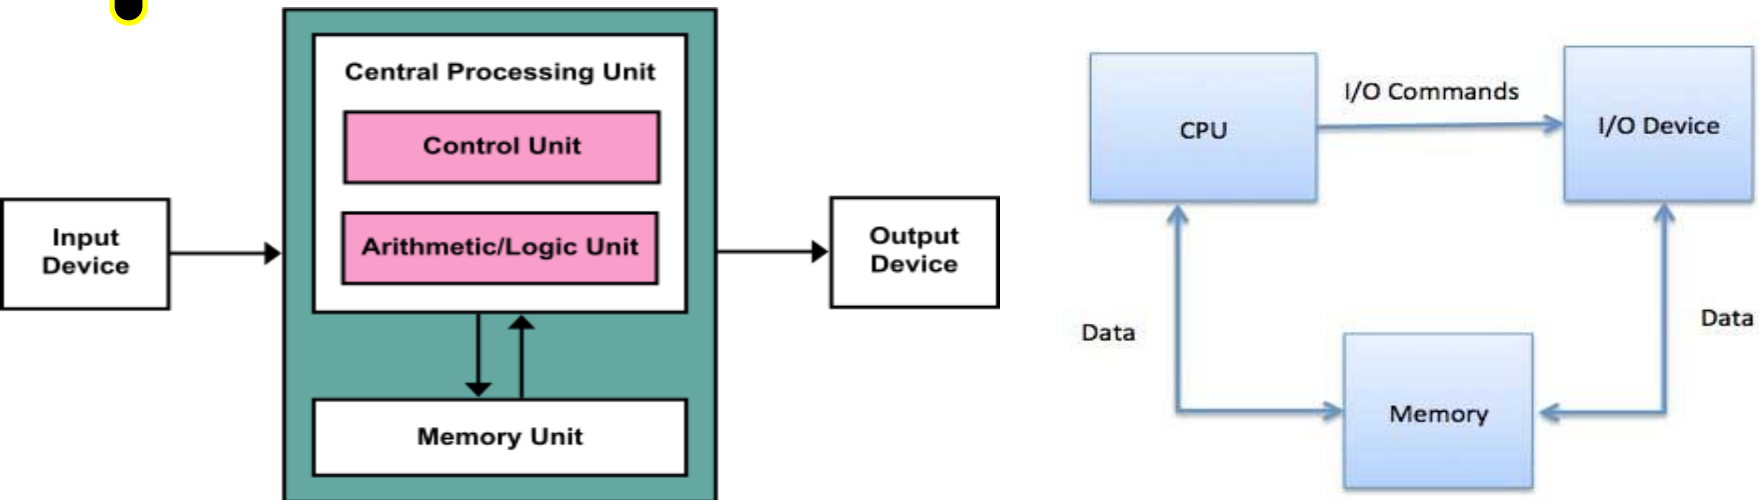 Central Processing Unit
Control Unit
Arithmetic/Logic Unit
Input
Device
Output
Device
Memory Unit
I/O Commands
CPU
I/O Device
Data
Data
Memory